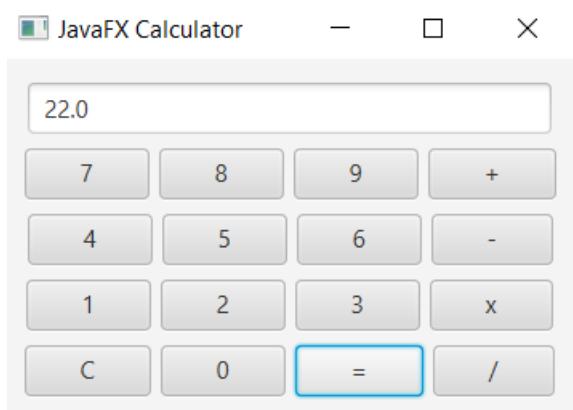 JavaFX Calculator
22.0
7 8 9 +
4 5 6 -
1 2 3 x
C 0 = /